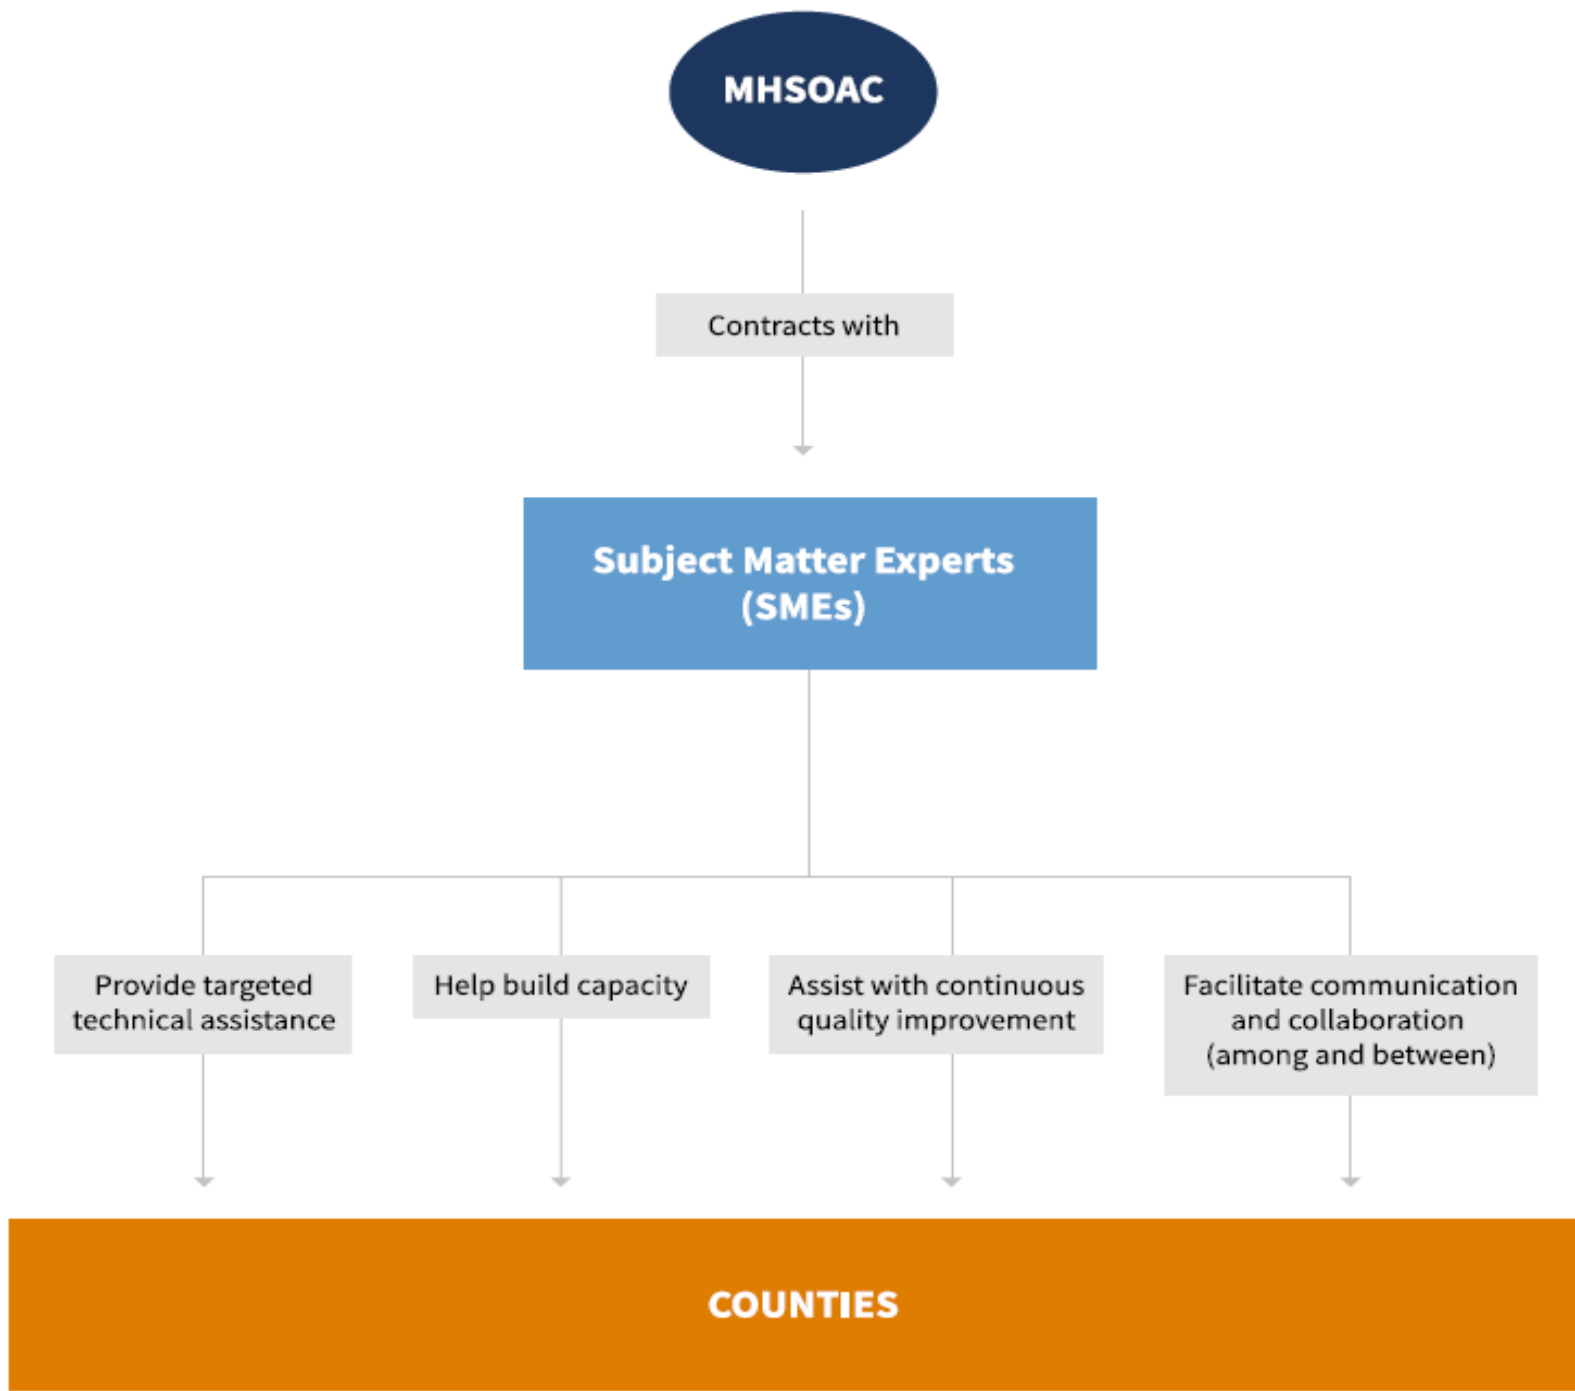 MHSOAC
Contracts with
Subject Matter Experts
(SMEs)
Provide targeted
technical assistance
Help build capacity
Assist with continuous
quality improvement
Facilitate communication
and collaboration
(among and between)
COUNTIES